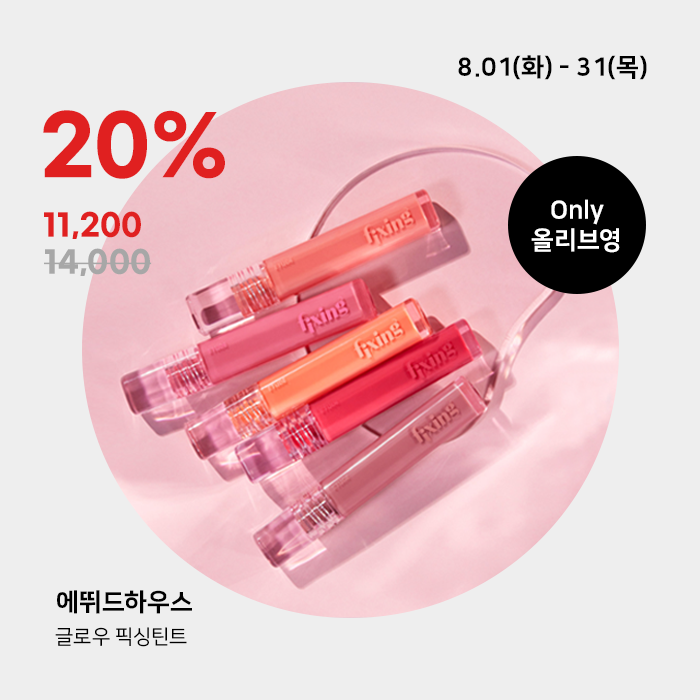 8.01(화) - 31(목)
20%
11,200
14,000
Only
올리브영
fixing
fixing
fixing
fixing
fixing
에뛰드하우스
글로우 픽싱틴트